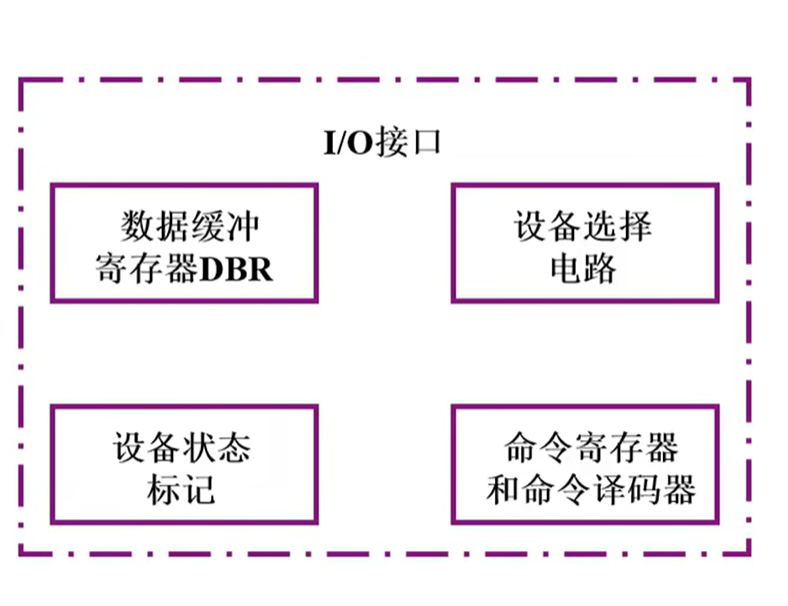 I/O接口
数据缓冲
寄存器DBR
设备选择
电路
设备状态
标记
命令寄存器
和命令译码器